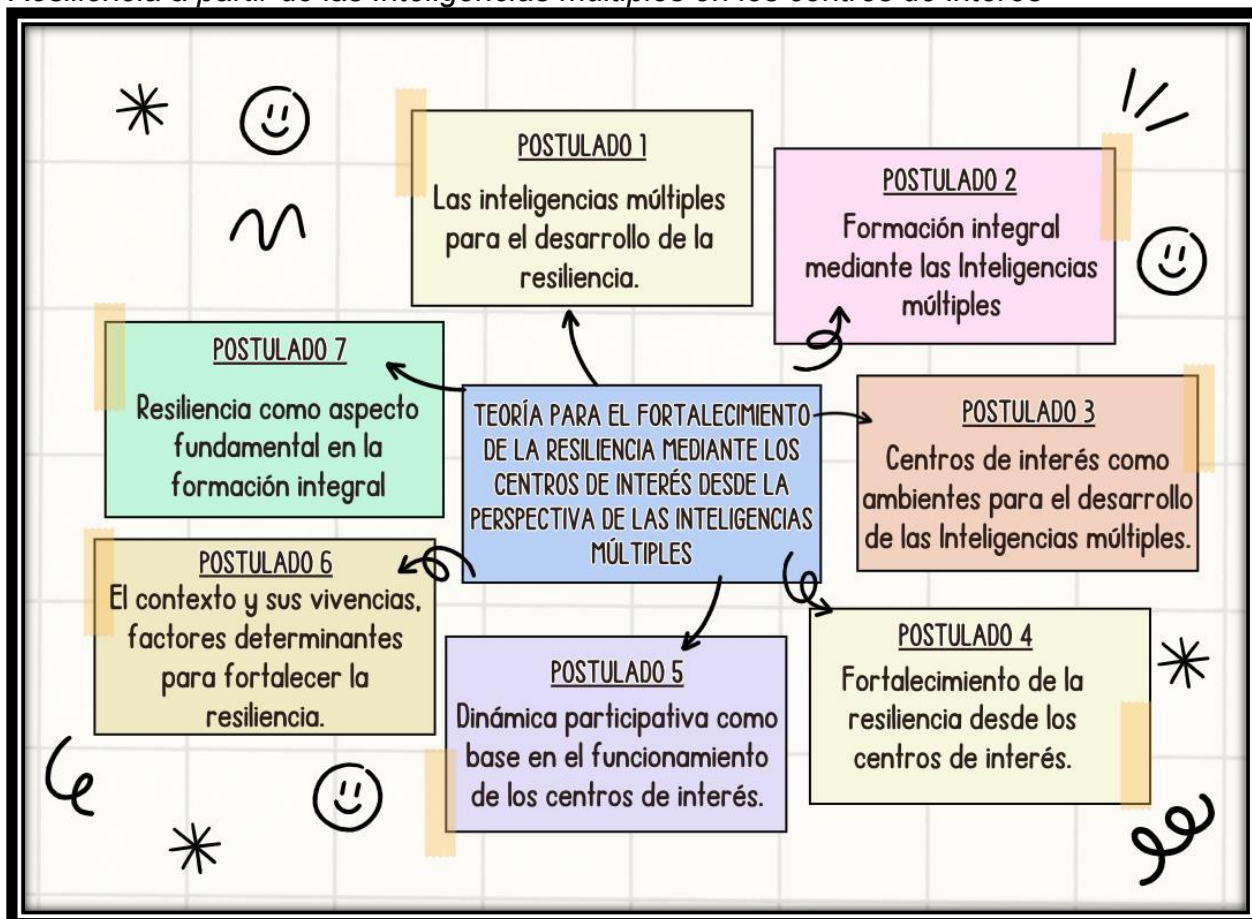 Resiliencia a partir de las Inteligencias múltiples en los centros de interés
POSTULADO 1
Las inteligencias múltiples
para el desarrollo de la
resiliencia.
POSTULADO 2
Formación integral
mediante las Inteligencias
múltiples
POSTULADO 7
Resiliencia como aspecto
fundamental en la
formación integral
TEORÍA PARA EL FORTALECIMIENTO
DE LA RESILIENCIA MEDIANTE LOS
CENTROS DE INTERÉS DESDE LA
PERSPECTIVA DE LAS INTELIGENCIAS
MÚLTIPLES
POSTULADO 3
Centros de interés como
ambientes para el desarrollo
de las Inteligencias múltiples.
POSTULADO 6
El contexto y sus vivencias,
factores determinantes
para fortalecer la
resiliencia.
POSTULADO 5
Dinámica participativa como
base en el funcionamiento
de los centros de interés.
POSTULADO 4
Fortalecimiento de la
resiliencia desde los
centros de interés.